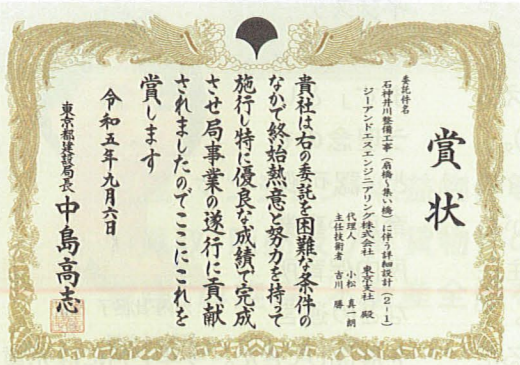 賞状
委託件名
石神井川整備工事（扇橋～集い橋）に伴う詳細設計（2-1）
ジーアンドエスエンジニアリング株式会社 東京支社 殿
代理人 小松 真一朗
主任技術者 吉川 勝
貴社は右の委託を困難な条件の
なかで終始熱意と努力を持って
施行し特に優良な成績で完成
させ局事業の遂行に貢献
されましたのでここにこれを
賞します
令和五年九月六日
東京都建設局長 中島高志